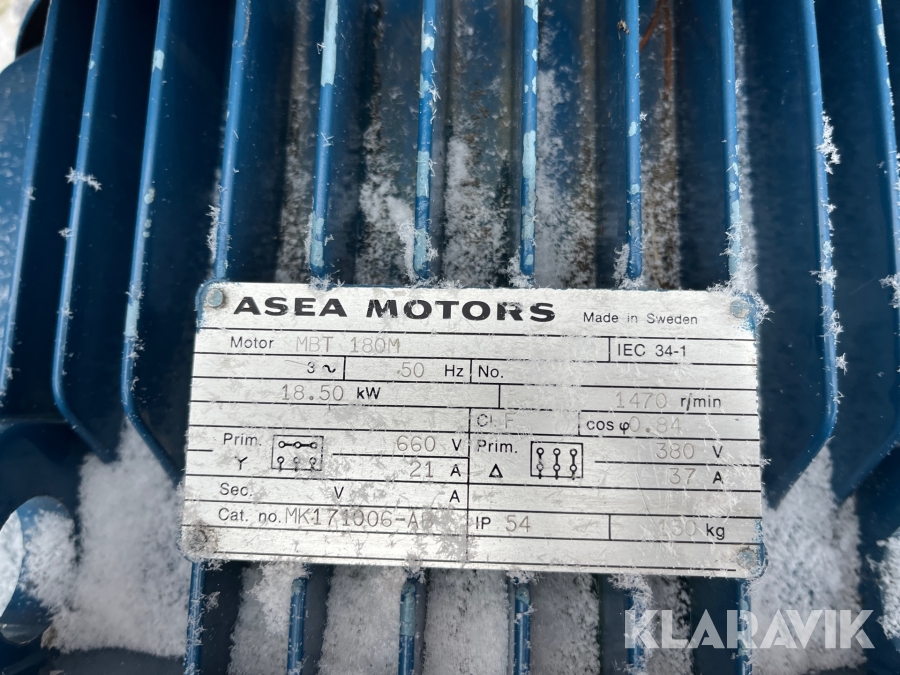 ASEA MOTORS Made in Sweden
Motor MBT 180M IEC 34-1
3 ~ 50 Hz No.
18.50 kW 1470 r/min
Cl. F cos φ 0.84
Prim. 660 V Prim. 380 V
Y 21 A Δ 37 A
Sec. V A
Cat. no. IP 54 130 kg
KLARAVIK